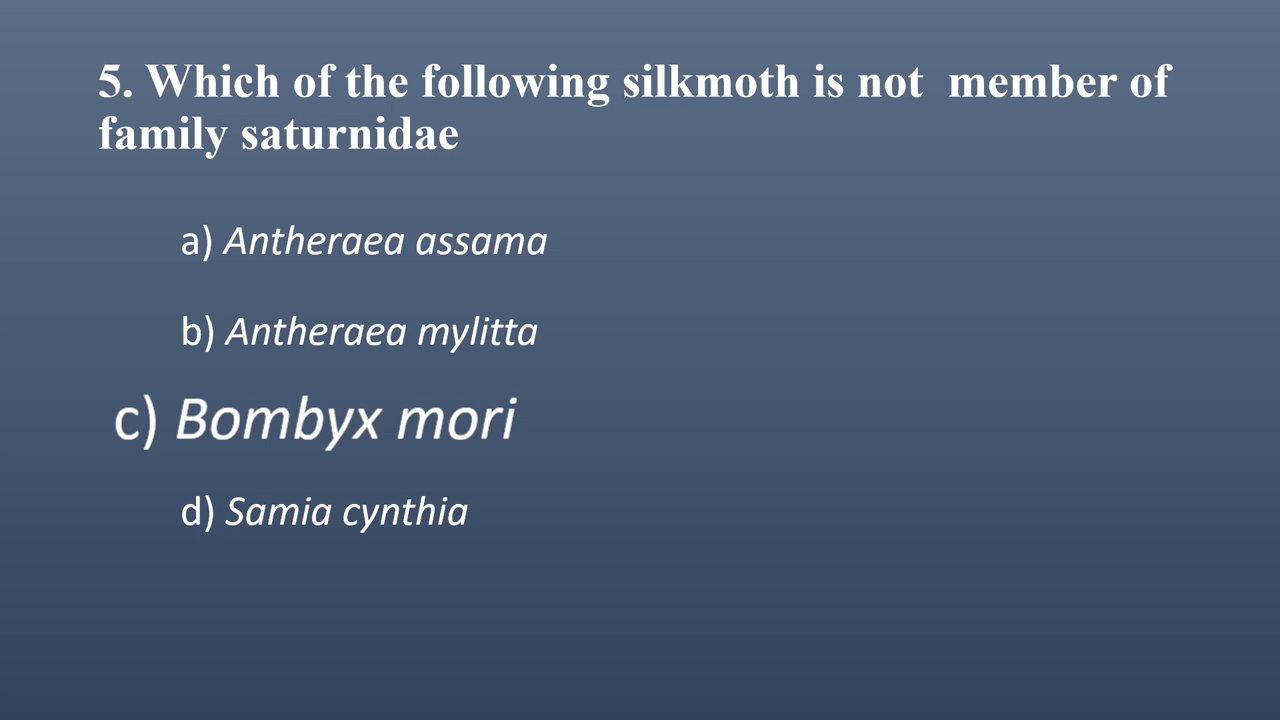 5. Which of the following silkmoth is not  member of
family saturnidae
a) Antheraea assama
b) Antheraea mylitta
c) Bombyx mori
d) Samia cynthia